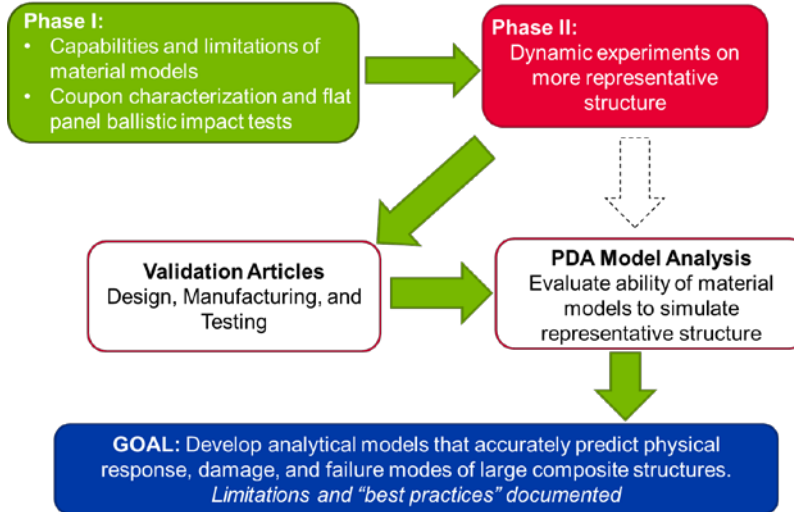 Phase I:
• Capabilities and limitations of
material models
• Coupon characterization and flat
panel ballistic impact tests
Phase II:
Dynamic experiments on
more representative
structure
Validation Articles
Design, Manufacturing, and
Testing
PDA Model Analysis
Evaluate ability of material
models to simulate
representative structure
GOAL: Develop analytical models that accurately predict physical
response, damage, and failure modes of large composite structures.
Limitations and “best practices” documented